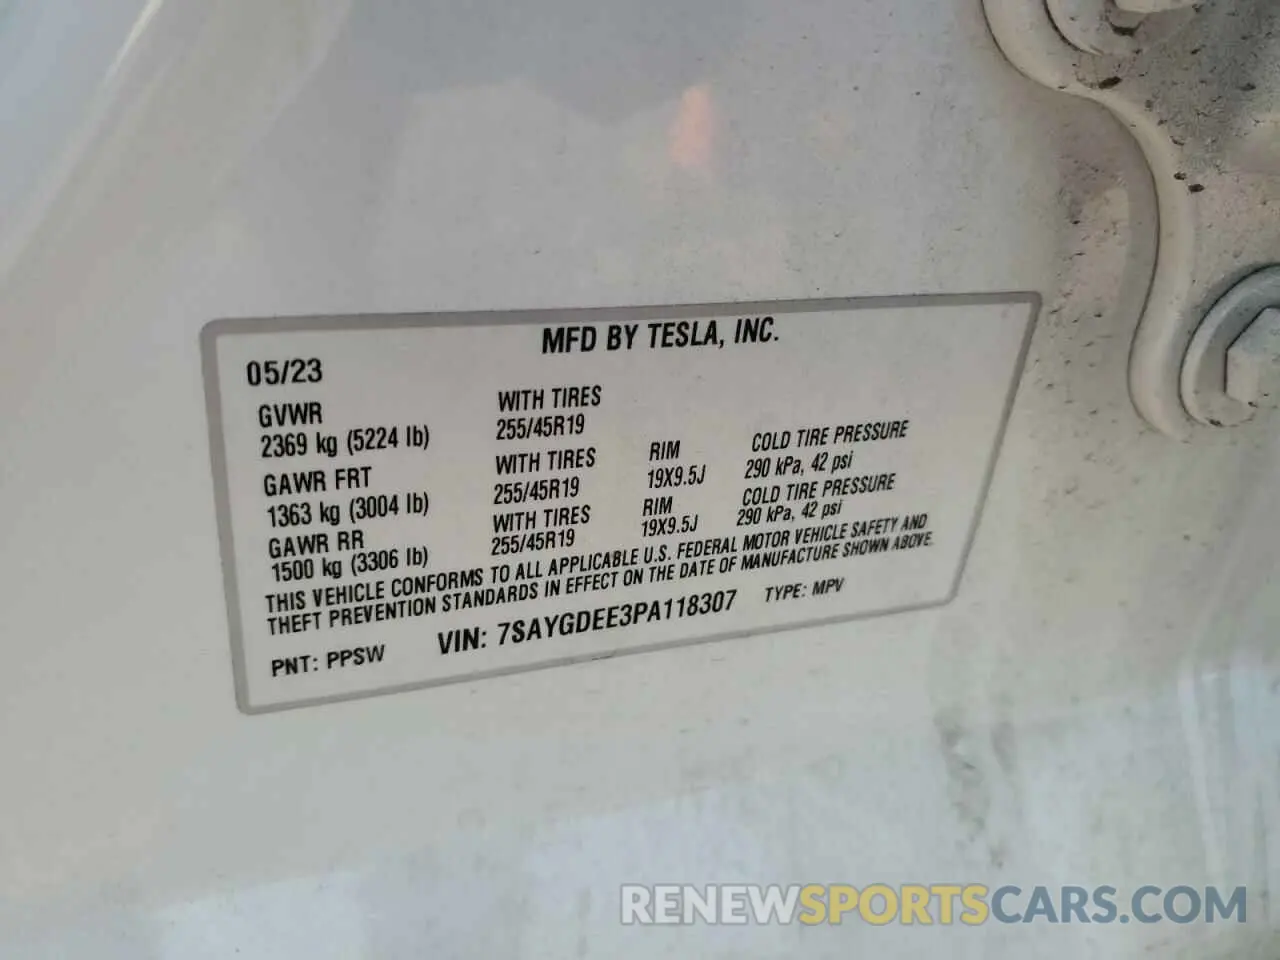 MFD BY TESLA, INC.
05/23
GVWR WITH TIRES
2369 kg (5224 lb) 255/45R19
GAWR FRT WITH TIRES RIM COLD TIRE PRESSURE
1363 kg (3004 lb) 255/45R19 19X9.5J 290 kPa, 42 psi
GAWR RR WITH TIRES RIM COLD TIRE PRESSURE
1500 kg (3306 lb) 255/45R19 19X9.5J 290 kPa, 42 psi
THIS VEHICLE CONFORMS TO ALL APPLICABLE U.S. FEDERAL MOTOR VEHICLE SAFETY AND
THEFT PREVENTION STANDARDS IN EFFECT ON THE DATE OF MANUFACTURE SHOWN ABOVE.
PNT: PPSW VIN: 7SAYGDEE3PA118307 TYPE: MPV
RENEWSPORTSCARS.COM